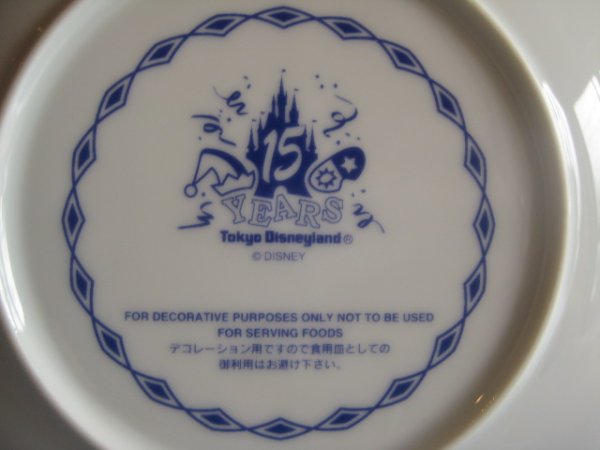 15
YEARS
Tokyo Disneyland®
© DISNEY
FOR DECORATIVE PURPOSES ONLY NOT TO BE USED
FOR SERVING FOODS
デコレーション用ですので食用皿としての
御利用はお避け下さい。